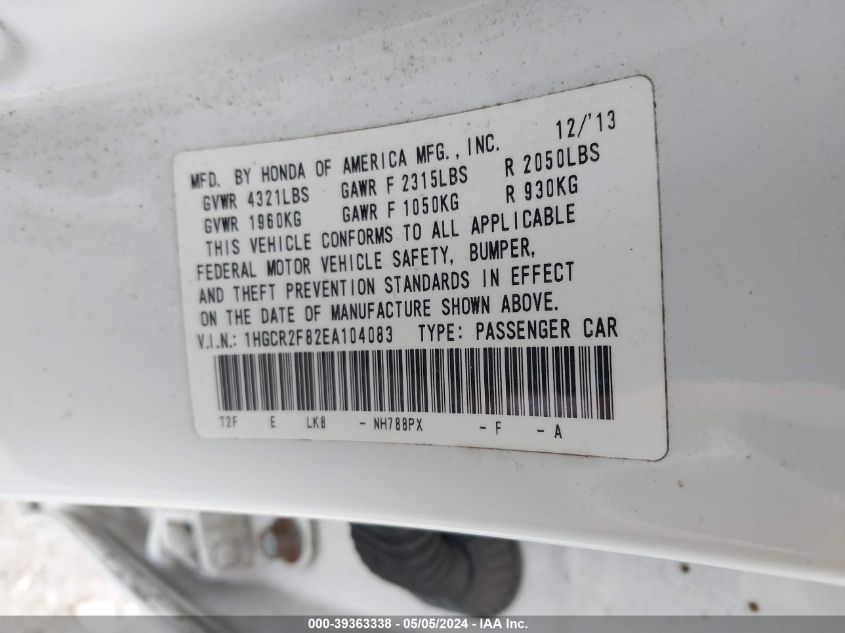 12/'13
MFD. BY HONDA OF AMERICA MFG., INC.
GVWR 4321LBS GAWR F 2315LBS R 2050LBS
GVWR 1960KG GAWR F 1050KG R 930KG
THIS VEHICLE CONFORMS TO ALL APPLICABLE
FEDERAL MOTOR VEHICLE SAFETY, BUMPER,
AND THEFT PREVENTION STANDARDS IN EFFECT
ON THE DATE OF MANUFACTURE SHOWN ABOVE.
V.I.N.: 1HGCR2F82EA104083 TYPE: PASSENGER CAR
T2F E LKB - NH788PX - F - A
000-39363338 - 05/05/2024 - IAA Inc.